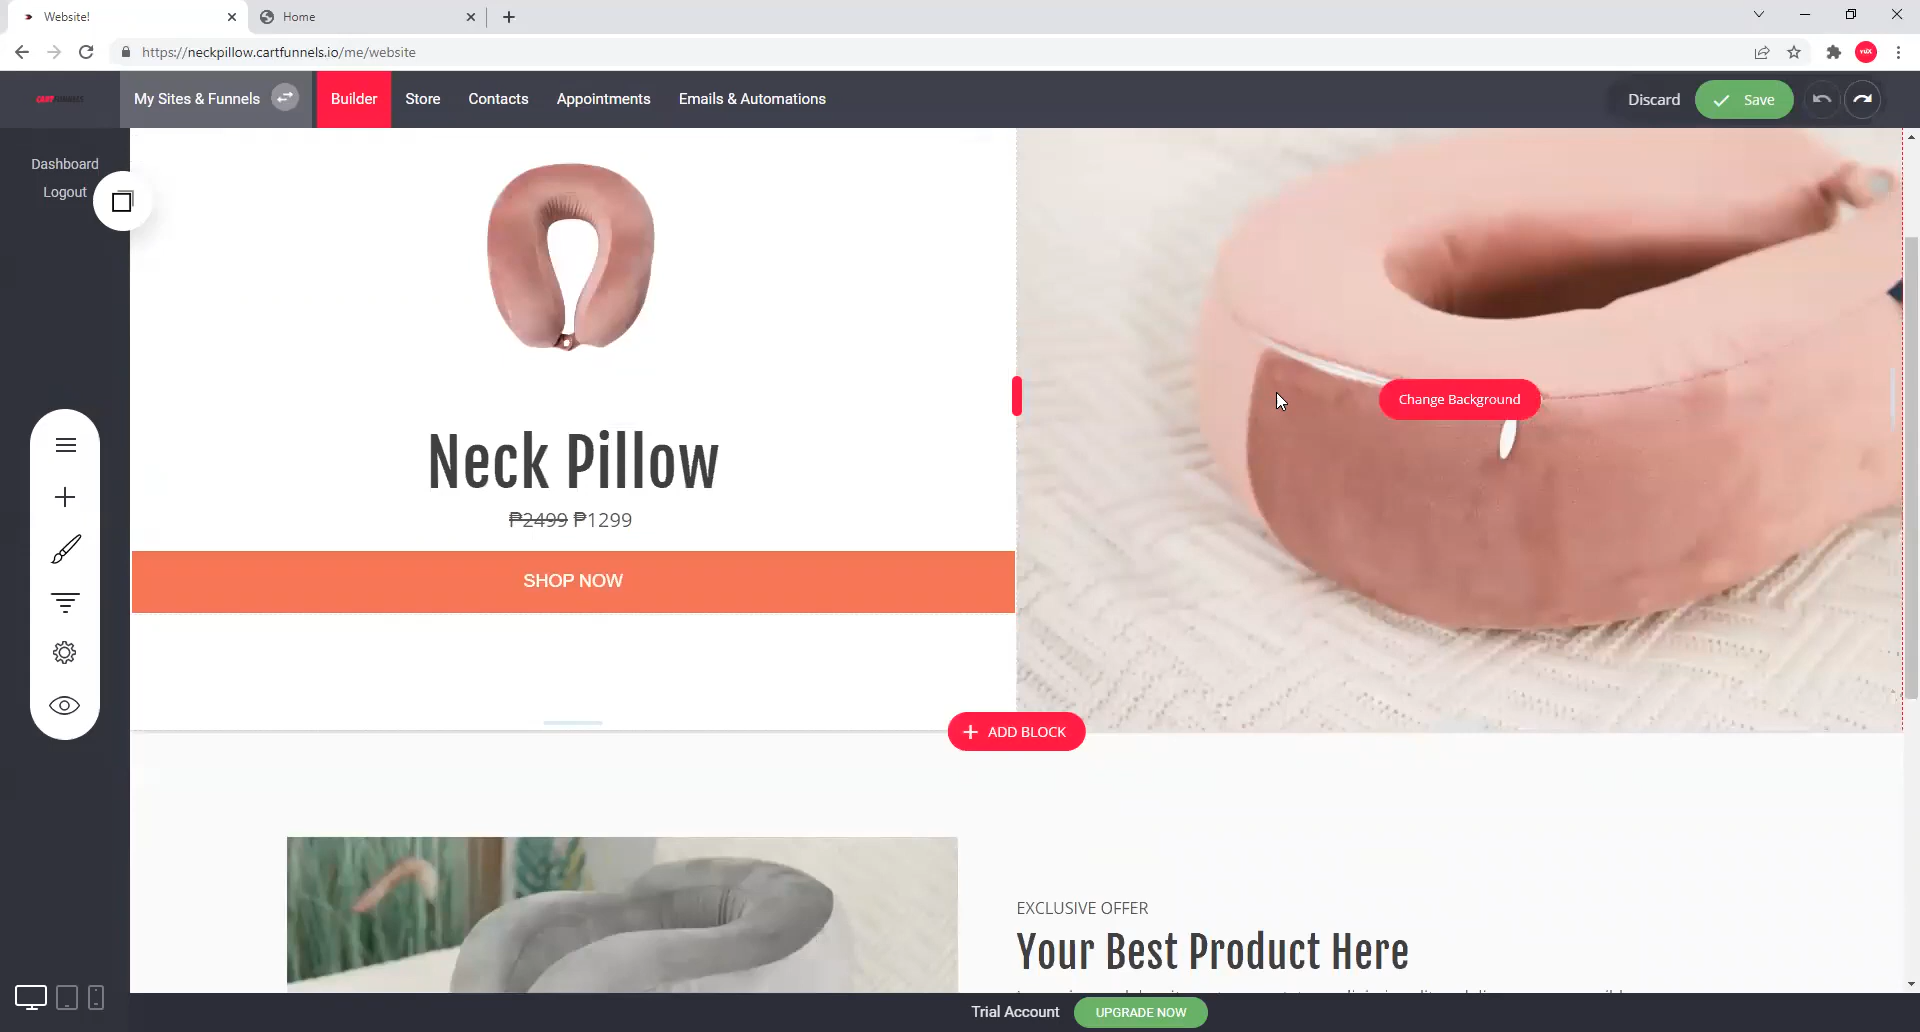 Website!
Home
https://neckpillow.cartfunnels.io/me/website
CARTFUNNELS
My Sites & Funnels
Builder
Store
Contacts
Appointments
Emails & Automations
Discard
Save
Dashboard
Logout
Change Background
Neck Pillow
₱2499 ₱1299
SHOP NOW
ADD BLOCK
EXCLUSIVE OFFER
Your Best Product Here
Trial Account
UPGRADE NOW